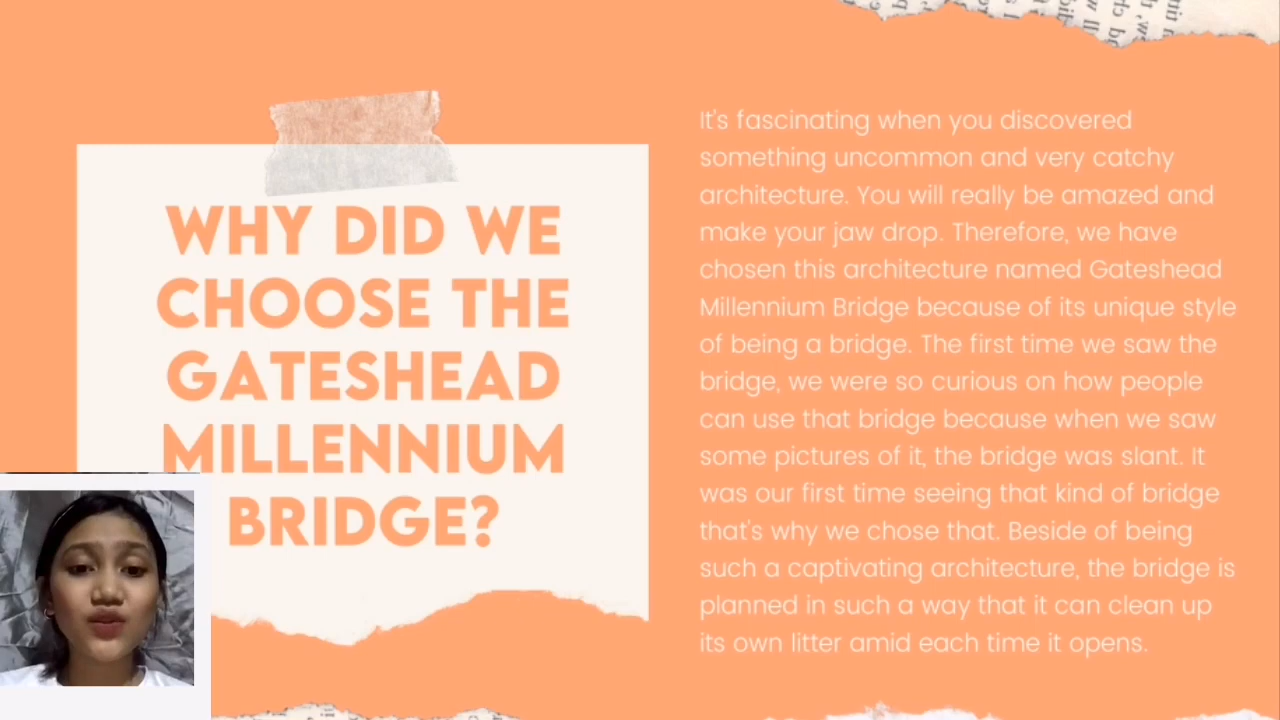 WHY DID WE
CHOOSE THE
GATESHEAD
MILLENNIUM
BRIDGE?
It's fascinating when you discovered
something uncommon and very catchy
architecture. You will really be amazed and
make your jaw drop. Therefore, we have
chosen this architecture named Gateshead
Millennium Bridge because of its unique style
of being a bridge. The first time we saw the
bridge, we were so curious on how people
can use that bridge because when we saw
some pictures of it, the bridge was slant. It
was our first time seeing that kind of bridge
that's why we chose that. Beside of being
such a captivating architecture, the bridge is
planned in such a way that it can clean up
its own litter amid each time it opens.